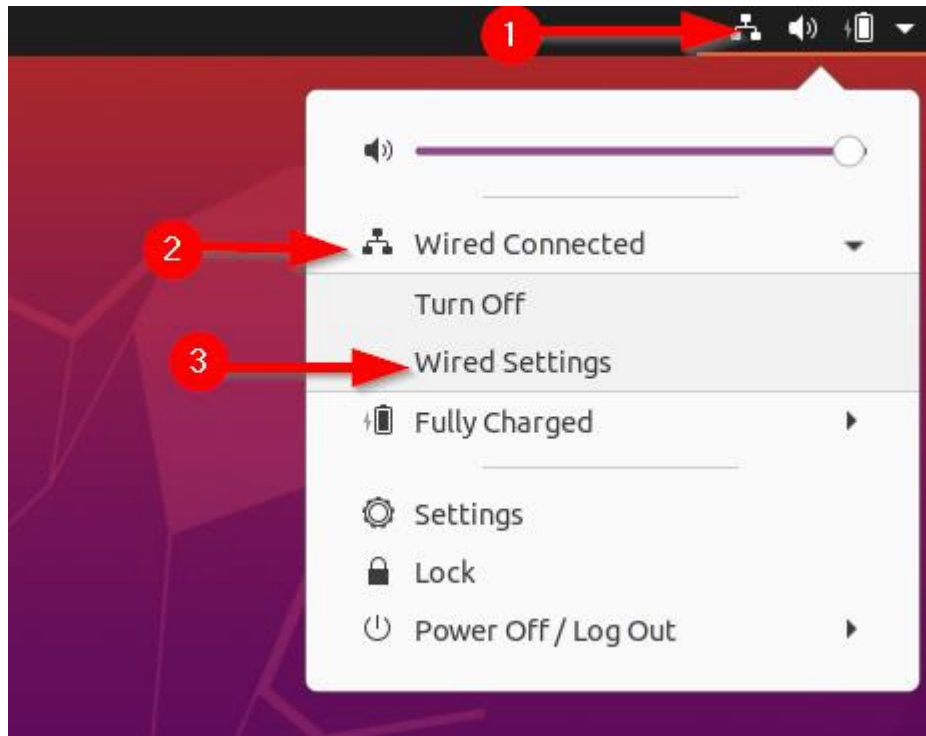 1
2
Wired Connected
Turn Off
3
Wired Settings
Fully Charged
Settings
Lock
Power Off / Log Out